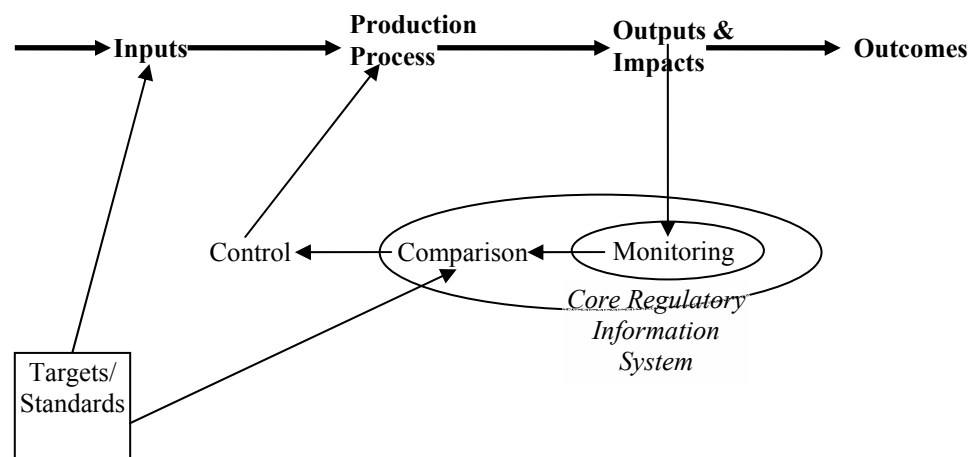 Inputs
Production
Process
Outputs &
Impacts
Outcomes
Control
Comparison
Monitoring
Core Regulatory
Information
System
Targets/
Standards